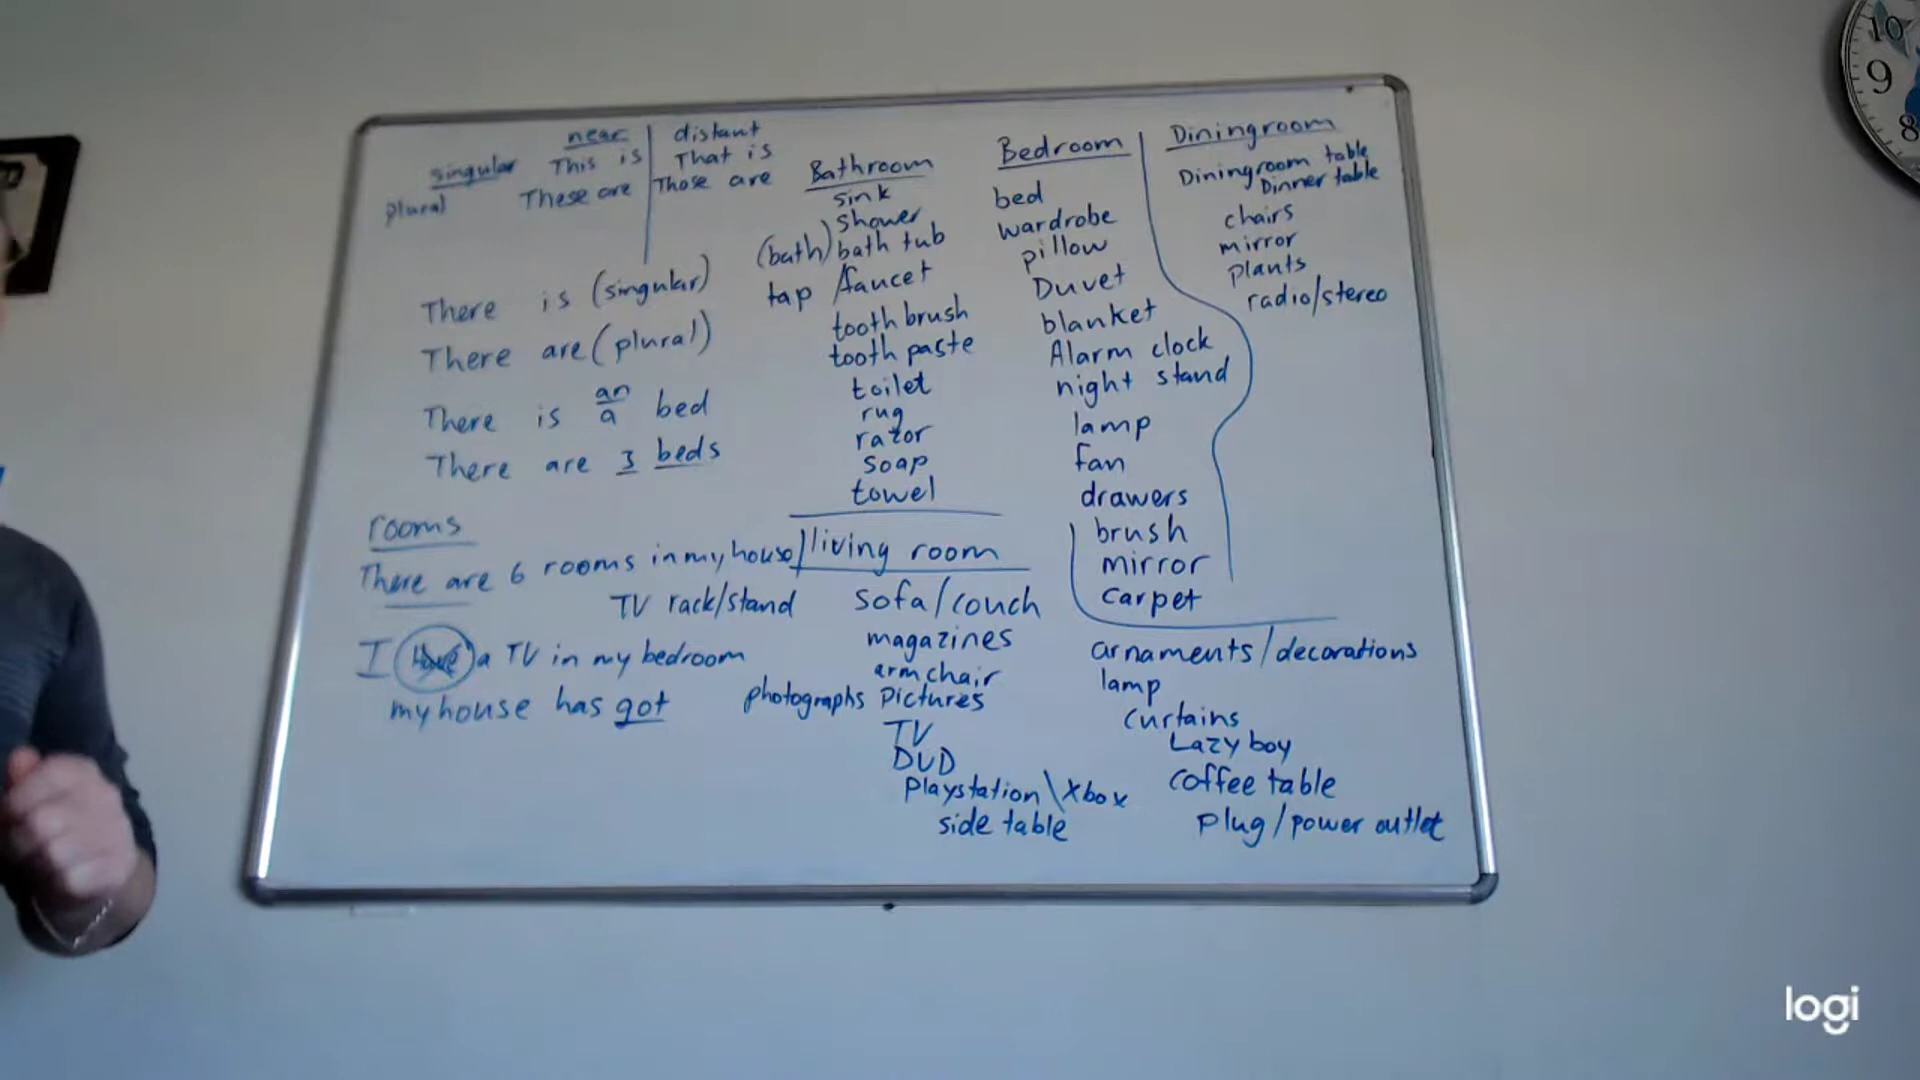 near | distant
singular This is | That is
plural These are | Those are
There is (singular)
There are (plural)
There is an/a bed
There are 3 beds
rooms
There are 6 rooms in my house
I have a TV in my bedroom
my house has got
Bathroom
sink
shower
(bath) bath tub
tap /faucet
tooth brush
tooth paste
toilet
rug
razor
soap
towel
living room
TV rack/stand
sofa/couch
magazines
armchair
photographs Pictures
TV
DVD
Playstation\Xbox
side table
arnaments/decorations
lamp
curtains
Lazy boy
coffee table
plug/power outlet
Bedroom
bed
wardrobe
pillow
Duvet
blanket
Alarm clock
night stand
lamp
fan
drawers
brush
mirror
carpet
Diningroom
Diningroom table
Dinner table
chairs
mirror
plants
radio/stereo
10
9
8
logi